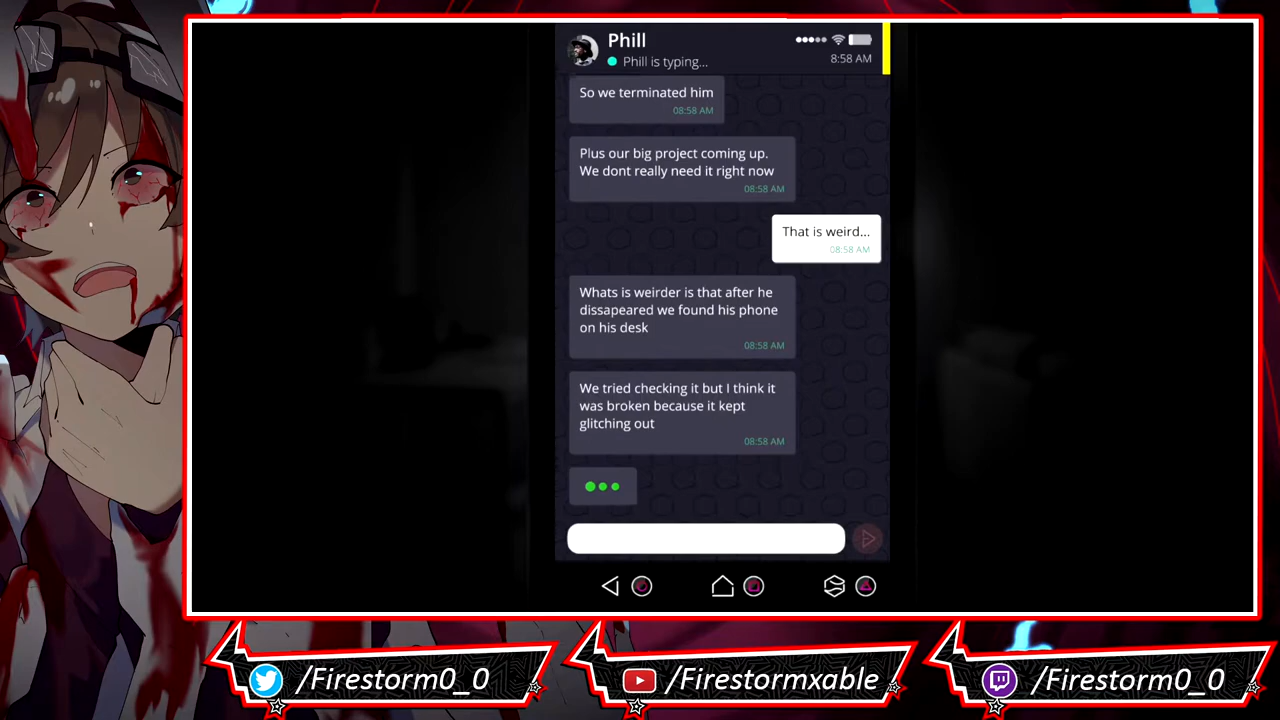 Phill
Phill is typing...
8:58 AM
So we terminated him
08:58 AM
Plus our big project coming up.
We dont really need it right now
08:58 AM
That is weird...
08:58 AM
Whats is weirder is that after he
dissapeared we found his phone
on his desk
08:58 AM
We tried checking it but I think it
was broken because it kept
glitching out
08:58 AM
/Firestorm0_0
/Firestormxable
/Firestorm0_0